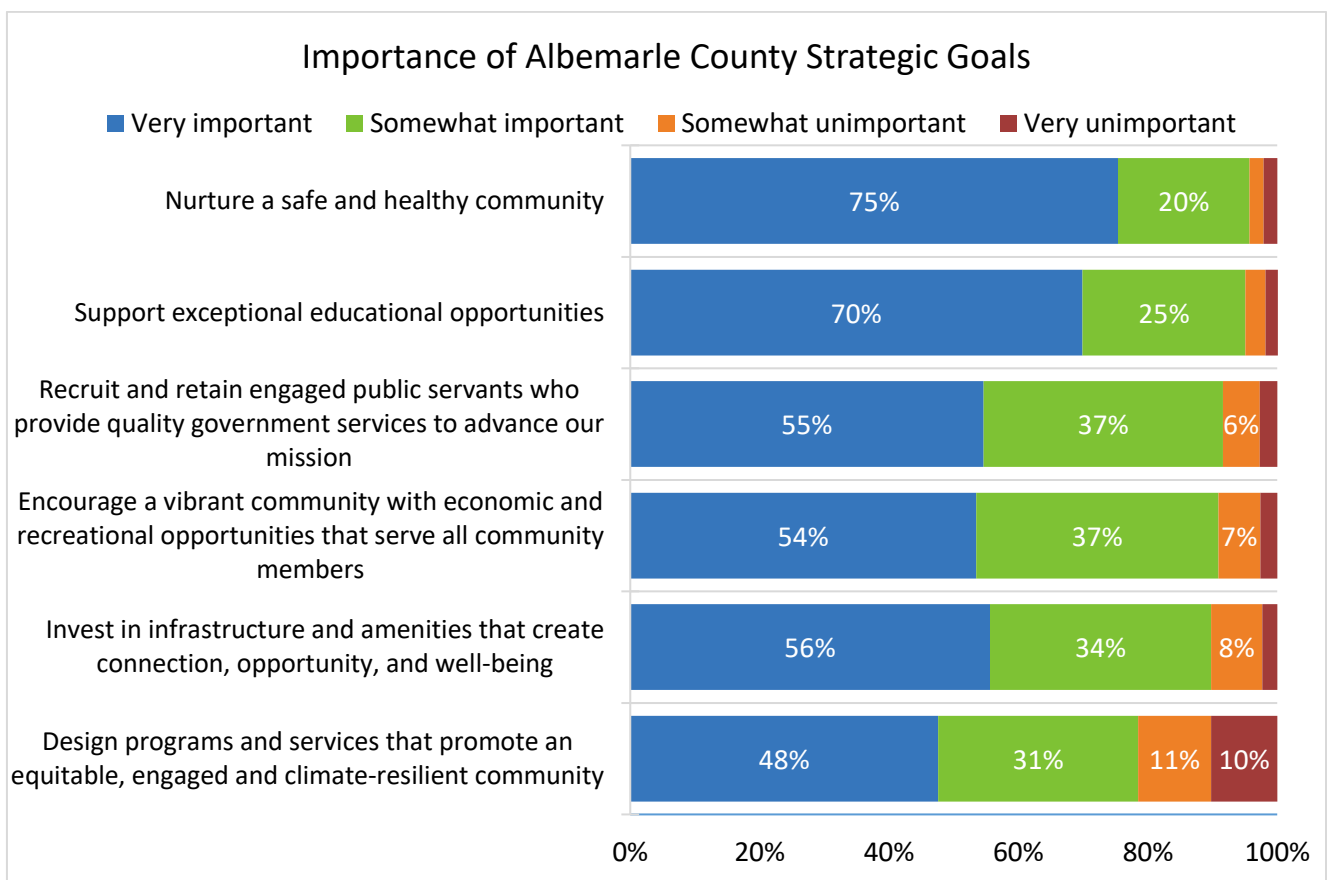 Importance of Albemarle County Strategic Goals
Very important Somewhat important Somewhat unimportant Very unimportant
Nurture a safe and healthy community
75% 20%
Support exceptional educational opportunities
70% 25%
Recruit and retain engaged public servants who
provide quality government services to advance our
mission
55% 37% 6%
Encourage a vibrant community with economic and
recreational opportunities that serve all community
members
54% 37% 7%
Invest in infrastructure and amenities that create
connection, opportunity, and well-being
56% 34% 8%
Design programs and services that promote an
equitable, engaged and climate-resilient community
48% 31% 11% 10%
0% 20% 40% 60% 80% 100%